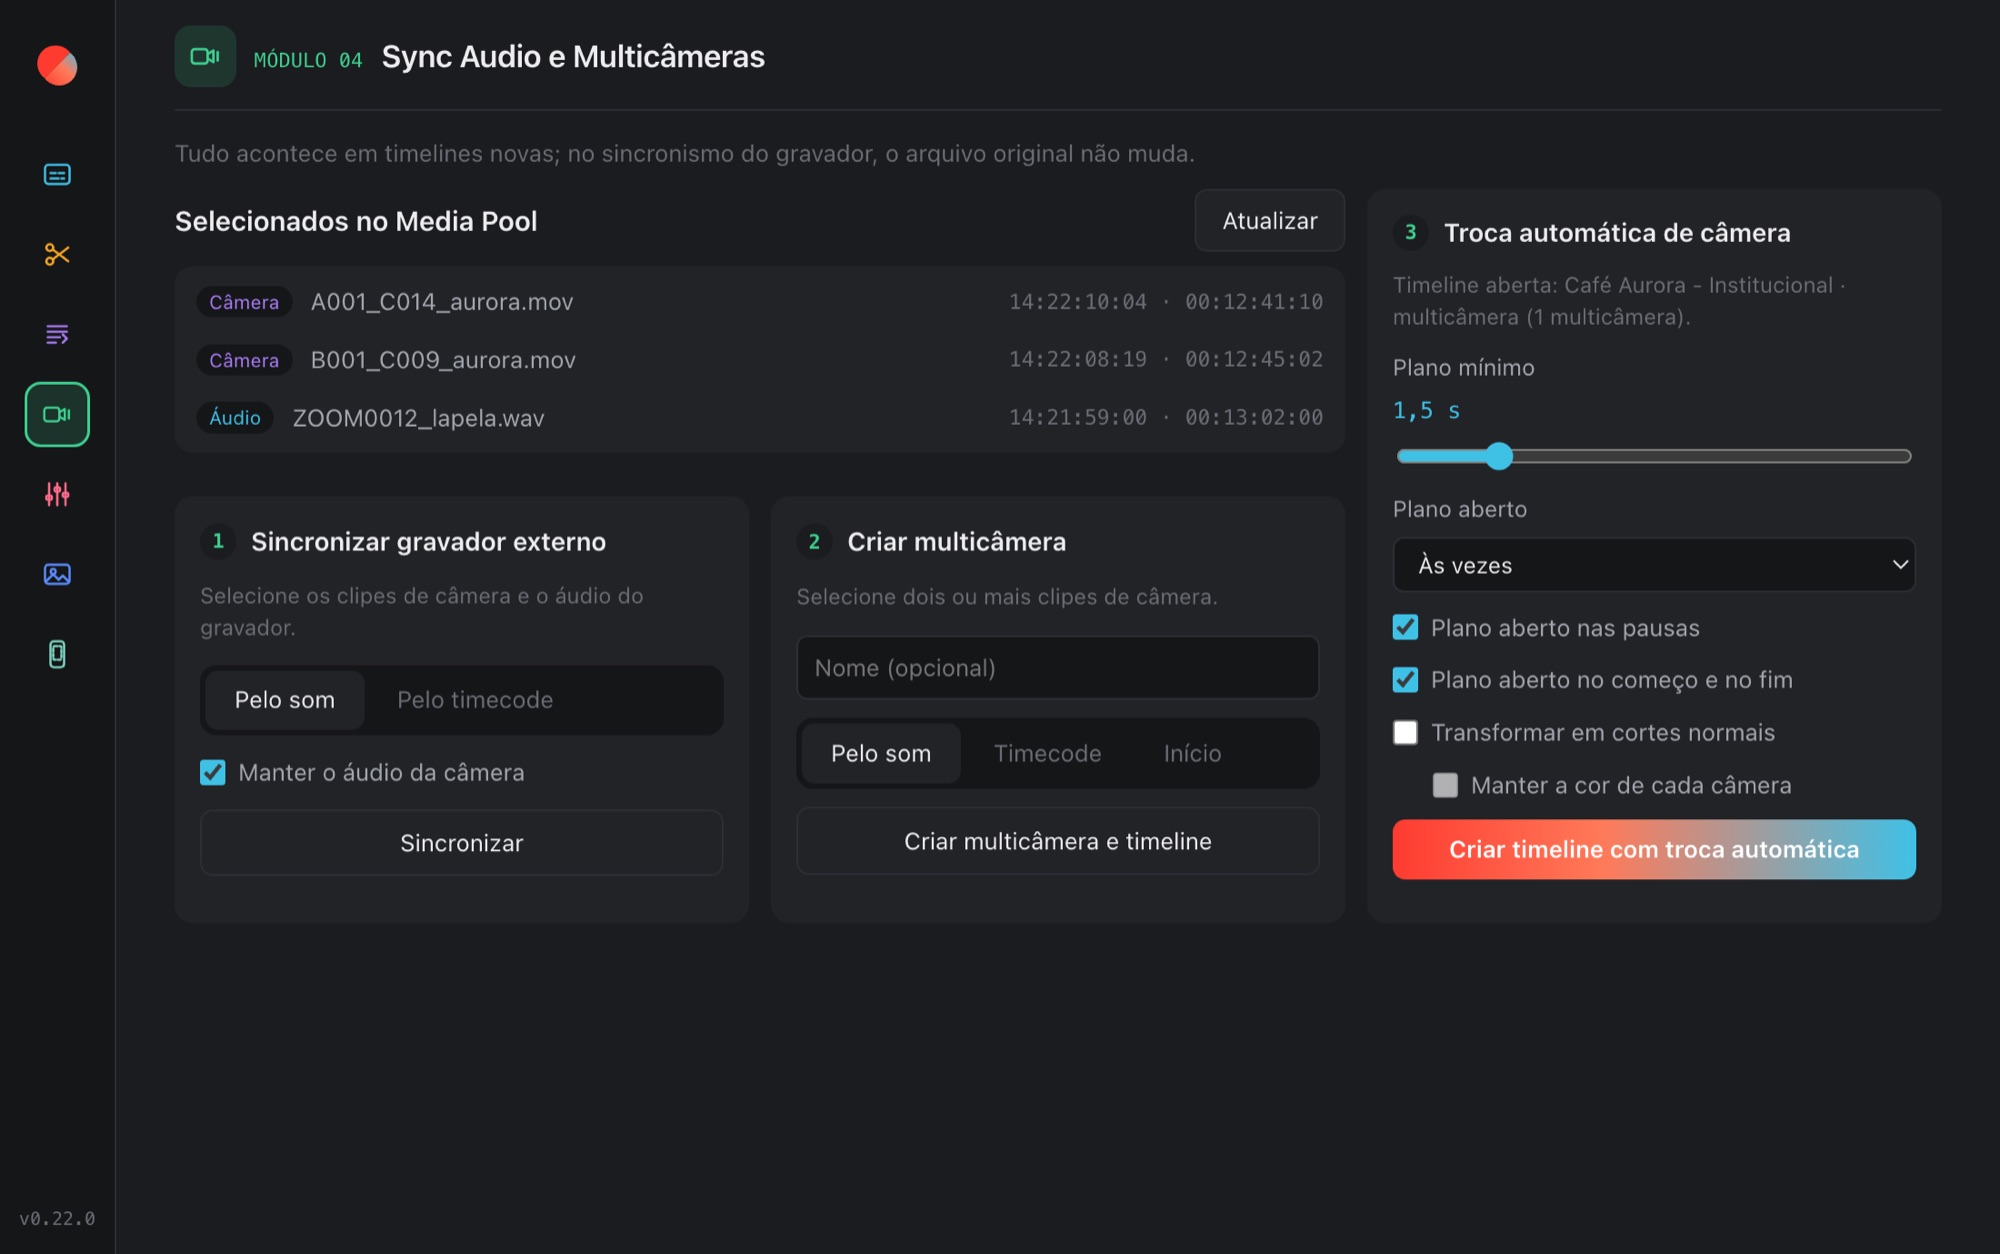 MÓDULO 04 Sync Audio e Multicâmeras
Tudo acontece em timelines novas; no sincronismo do gravador, o arquivo original não muda.
Selecionados no Media Pool
Atualizar
Câmera A001_C014_aurora.mov 14:22:10:04 · 00:12:41:10
Câmera B001_C009_aurora.mov 14:22:08:19 · 00:12:45:02
Áudio ZOOM0012_lapela.wav 14:21:59:00 · 00:13:02:00
1 Sincronizar gravador externo
Selecione os clipes de câmera e o áudio do
gravador.
Pelo som Pelo timecode
Manter o áudio da câmera
Sincronizar
2 Criar multicâmera
Selecione dois ou mais clipes de câmera.
Nome (opcional)
Pelo som Timecode Início
Criar multicâmera e timeline
3 Troca automática de câmera
Timeline aberta: Café Aurora - Institucional ·
multicâmera (1 multicâmera).
Plano mínimo
1,5 s
Plano aberto
Às vezes
Plano aberto nas pausas
Plano aberto no começo e no fim
Transformar em cortes normais
Manter a cor de cada câmera
Criar timeline com troca automática
v0.22.0